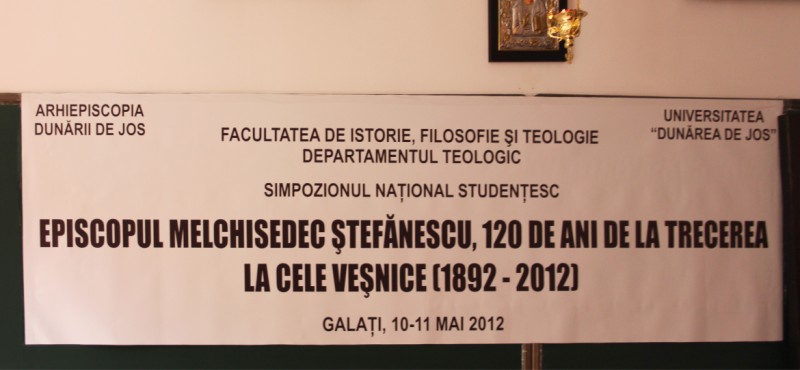 ARHIEPISCOPIA
DUNĂRII DE JOS
UNIVERSITATEA
“DUNĂREA DE JOS”
FACULTATEA DE ISTORIE, FILOSOFIE ŞI TEOLOGIE
DEPARTAMENTUL TEOLOGIC
SIMPOZIONUL NAŢIONAL STUDENŢESC
EPISCOPUL MELCHISEDEC ŞTEFĂNESCU, 120 DE ANI DE LA TRECEREA
LA CELE VEŞNICE (1892 - 2012)
GALAŢI, 10-11 MAI 2012